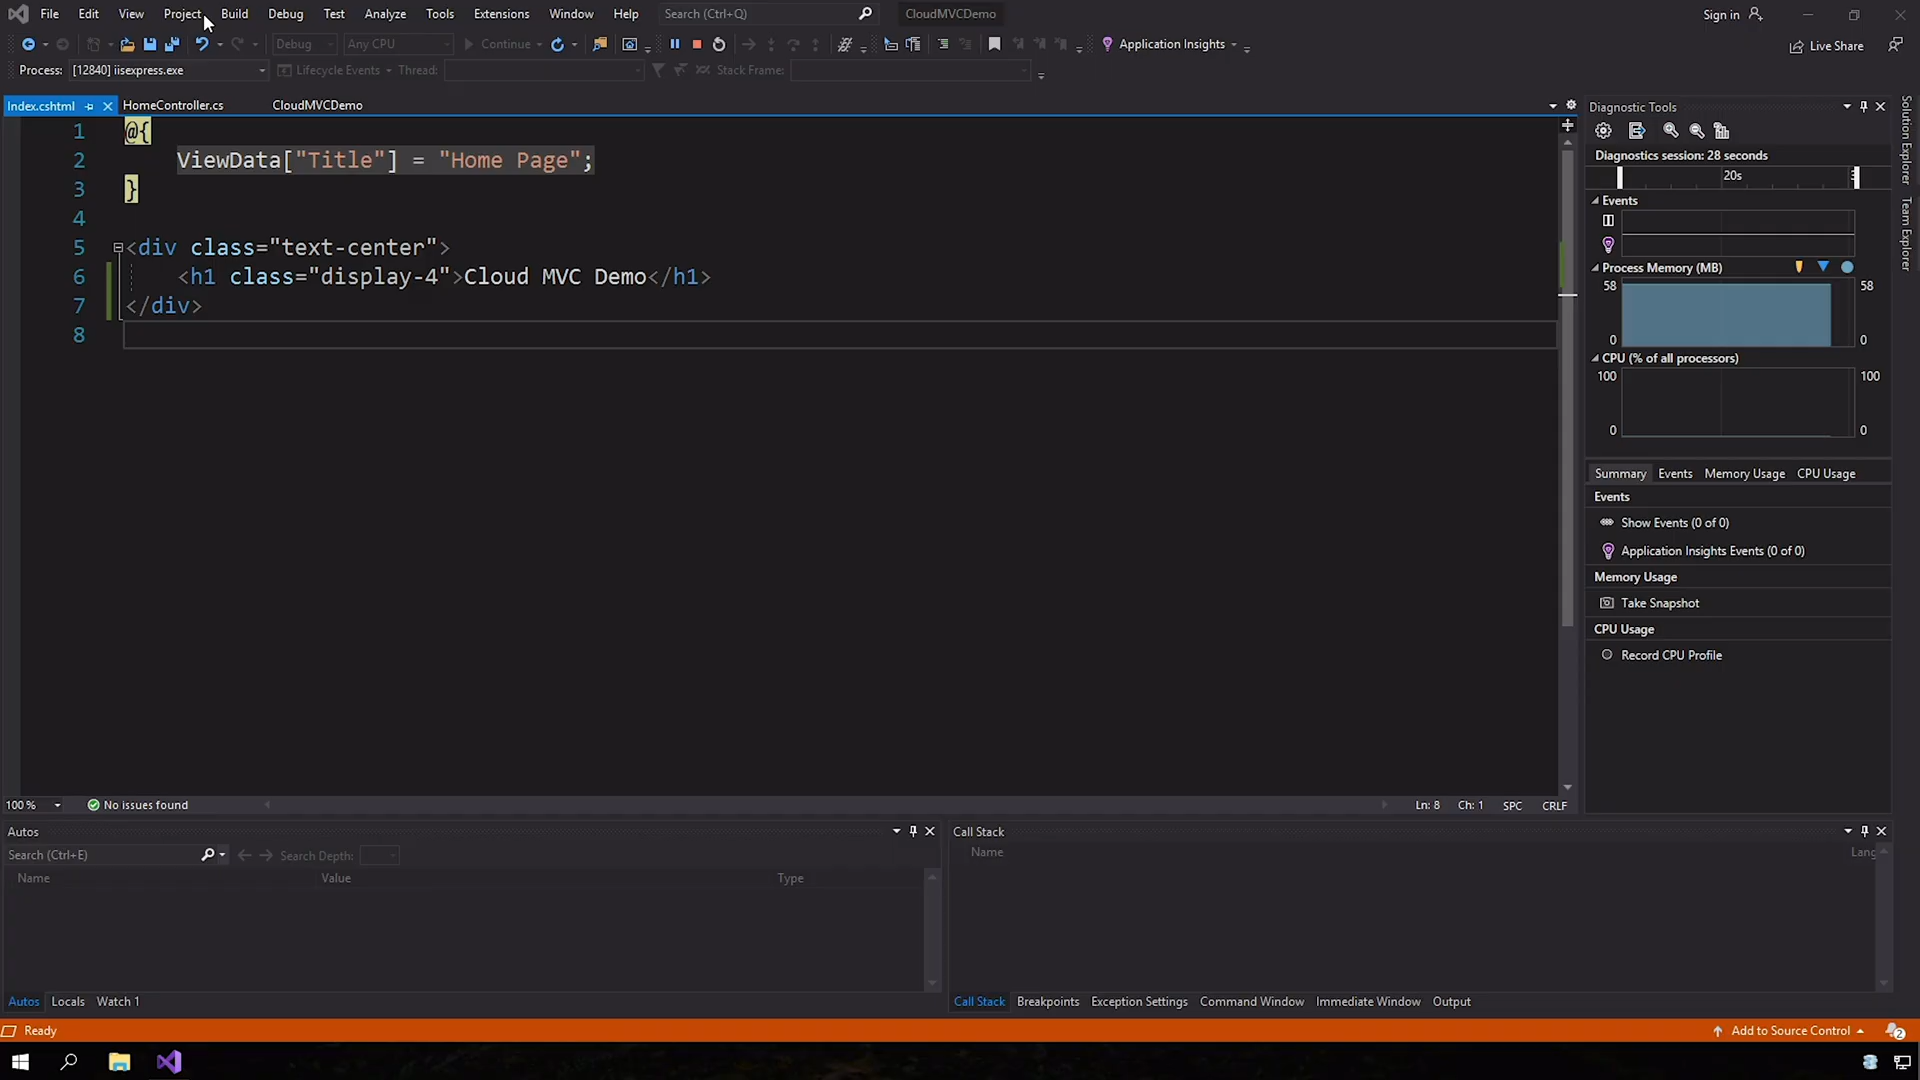 File Edit View Project Build Debug Test Analyze Tools Extensions Window Help Search (Ctrl+Q) CloudMVCDemo Sign in
Debug Any CPU Continue Application Insights Live Share
Process: [12840] iisexpress.exe Lifecycle Events Thread: Stack Frame:
Index.cshtml HomeController.cs CloudMVCDemo
1 @{
2 ViewData["Title"] = "Home Page";
3 }
4
5 <div class="text-center">
6 <h1 class="display-4">Cloud MVC Demo</h1>
7 </div>
8
100 % No issues found Ln: 8 Ch: 1 SPC CRLF
Diagnostic Tools
Diagnostics session: 28 seconds
20s
Events
Process Memory (MB)
58 58
0 0
CPU (% of all processors)
100 100
0 0
Summary Events Memory Usage CPU Usage
Events
Show Events (0 of 0)
Application Insights Events (0 of 0)
Memory Usage
Take Snapshot
CPU Usage
Record CPU Profile
Solution Explorer
Team Explorer
Autos
Search (Ctrl+E) Search Depth:
Name Value Type
Autos Locals Watch 1
Call Stack
Name Lang
Call Stack Breakpoints Exception Settings Command Window Immediate Window Output
Ready Add to Source Control 2